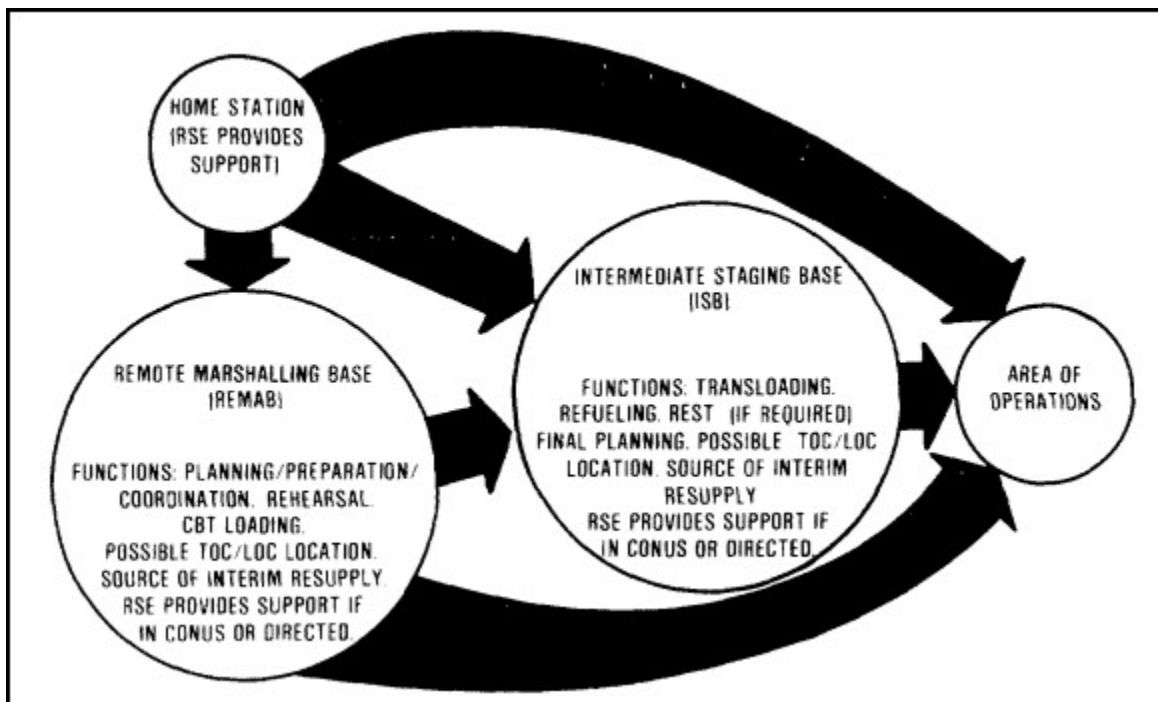 HOME STATION
(RSE PROVIDES
SUPPORT)
INTERMEDIATE STAGING BASE
(ISB)
FUNCTIONS: TRANSLOADING.
REFUELING. REST (IF REQUIRED)
FINAL PLANNING. POSSIBLE TOC/LOC
LOCATION. SOURCE OF INTERIM
RESUPPLY
RSE PROVIDES SUPPORT IF
IN CONUS OR DIRECTED.
AREA OF
OPERATIONS
REMOTE MARSHALLING BASE
(REMAB)
FUNCTIONS: PLANNING/PREPARATION/
COORDINATION. REHEARSAL.
CBT LOADING.
POSSIBLE TOC/LOC LOCATION.
SOURCE OF INTERIM RESUPPLY.
RSE PROVIDES SUPPORT IF
IN CONUS OR DIRECTED.